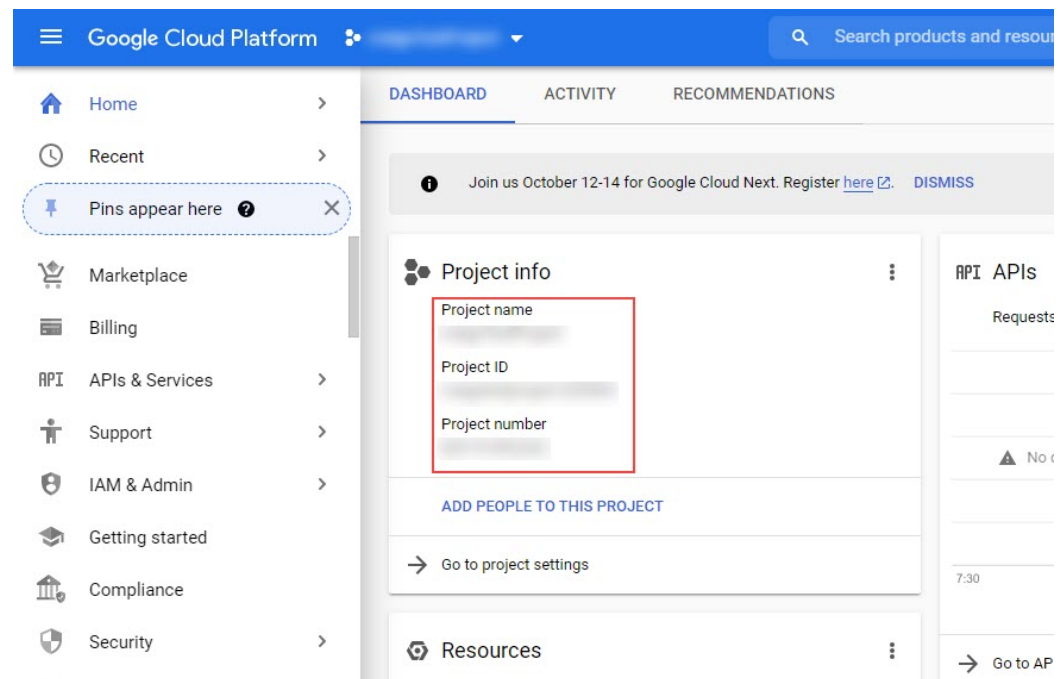 Google Cloud Platform
Search products and resour
Home
Recent
Pins appear here
Marketplace
Billing
API APIs & Services
Support
IAM & Admin
Getting started
Compliance
Security
DASHBOARD ACTIVITY RECOMMENDATIONS
Join us October 12-14 for Google Cloud Next. Register here. DISMISS
Project info
Project name
Project ID
Project number
ADD PEOPLE TO THIS PROJECT
Go to project settings
Resources
API APIs
Requests
No
7:30
Go to AP